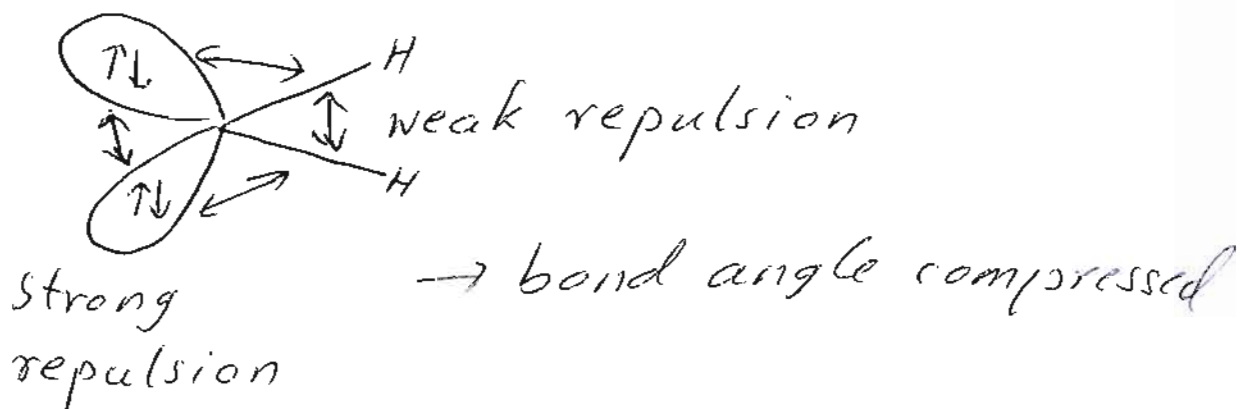 ↑↓ H
weak repulsion
↑↓ H
→ bond angle compressed
strong
repulsion